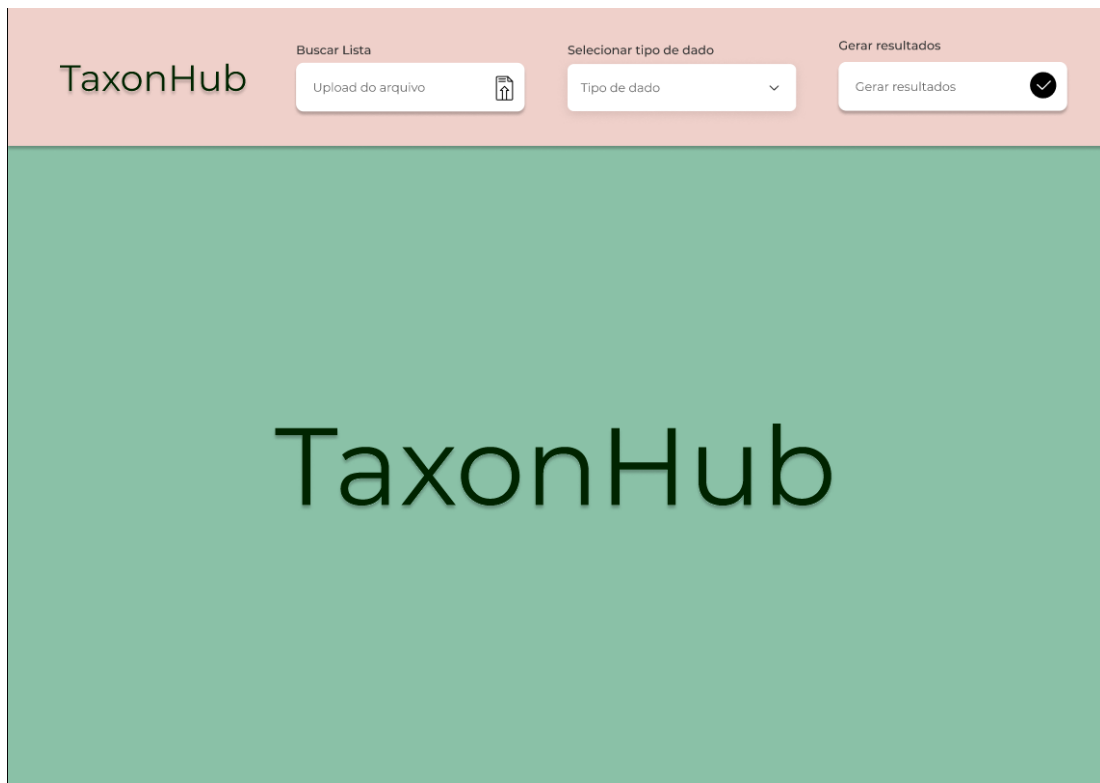 TaxonHub
Buscar Lista
Upload do arquivo
Selecionar tipo de dado
Tipo de dado
Gerar resultados
Gerar resultados
TaxonHub